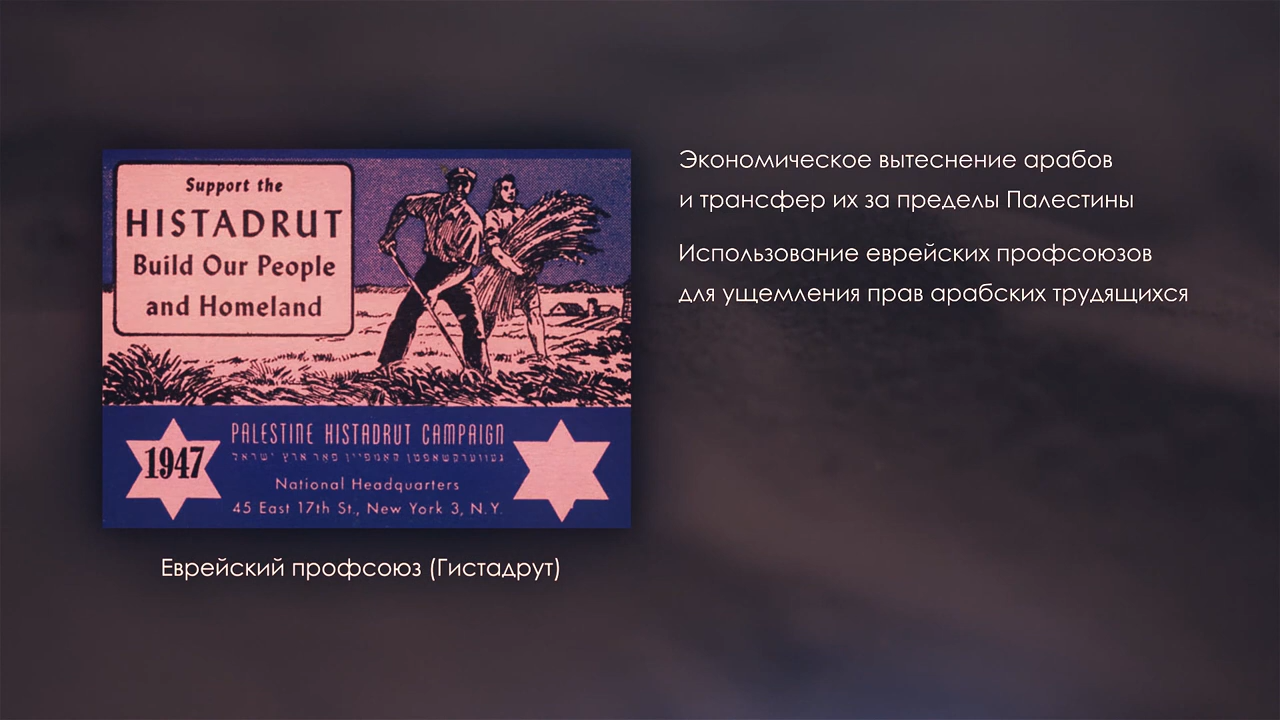 Support the
HISTADRUT
Build Our People
and Homeland
1947
PALESTINE HISTADRUT CAMPAIGN
געווערקשאפטן קאמפיין פאר ארץ ישראל
National Headquarters
45 East 17th St., New York 3, N.Y.
Еврейский профсоюз (Гистадрут)
Экономическое вытеснение арабов
и трансфер их за пределы Палестины
Использование еврейских профсоюзов
для ущемления прав арабских трудящихся